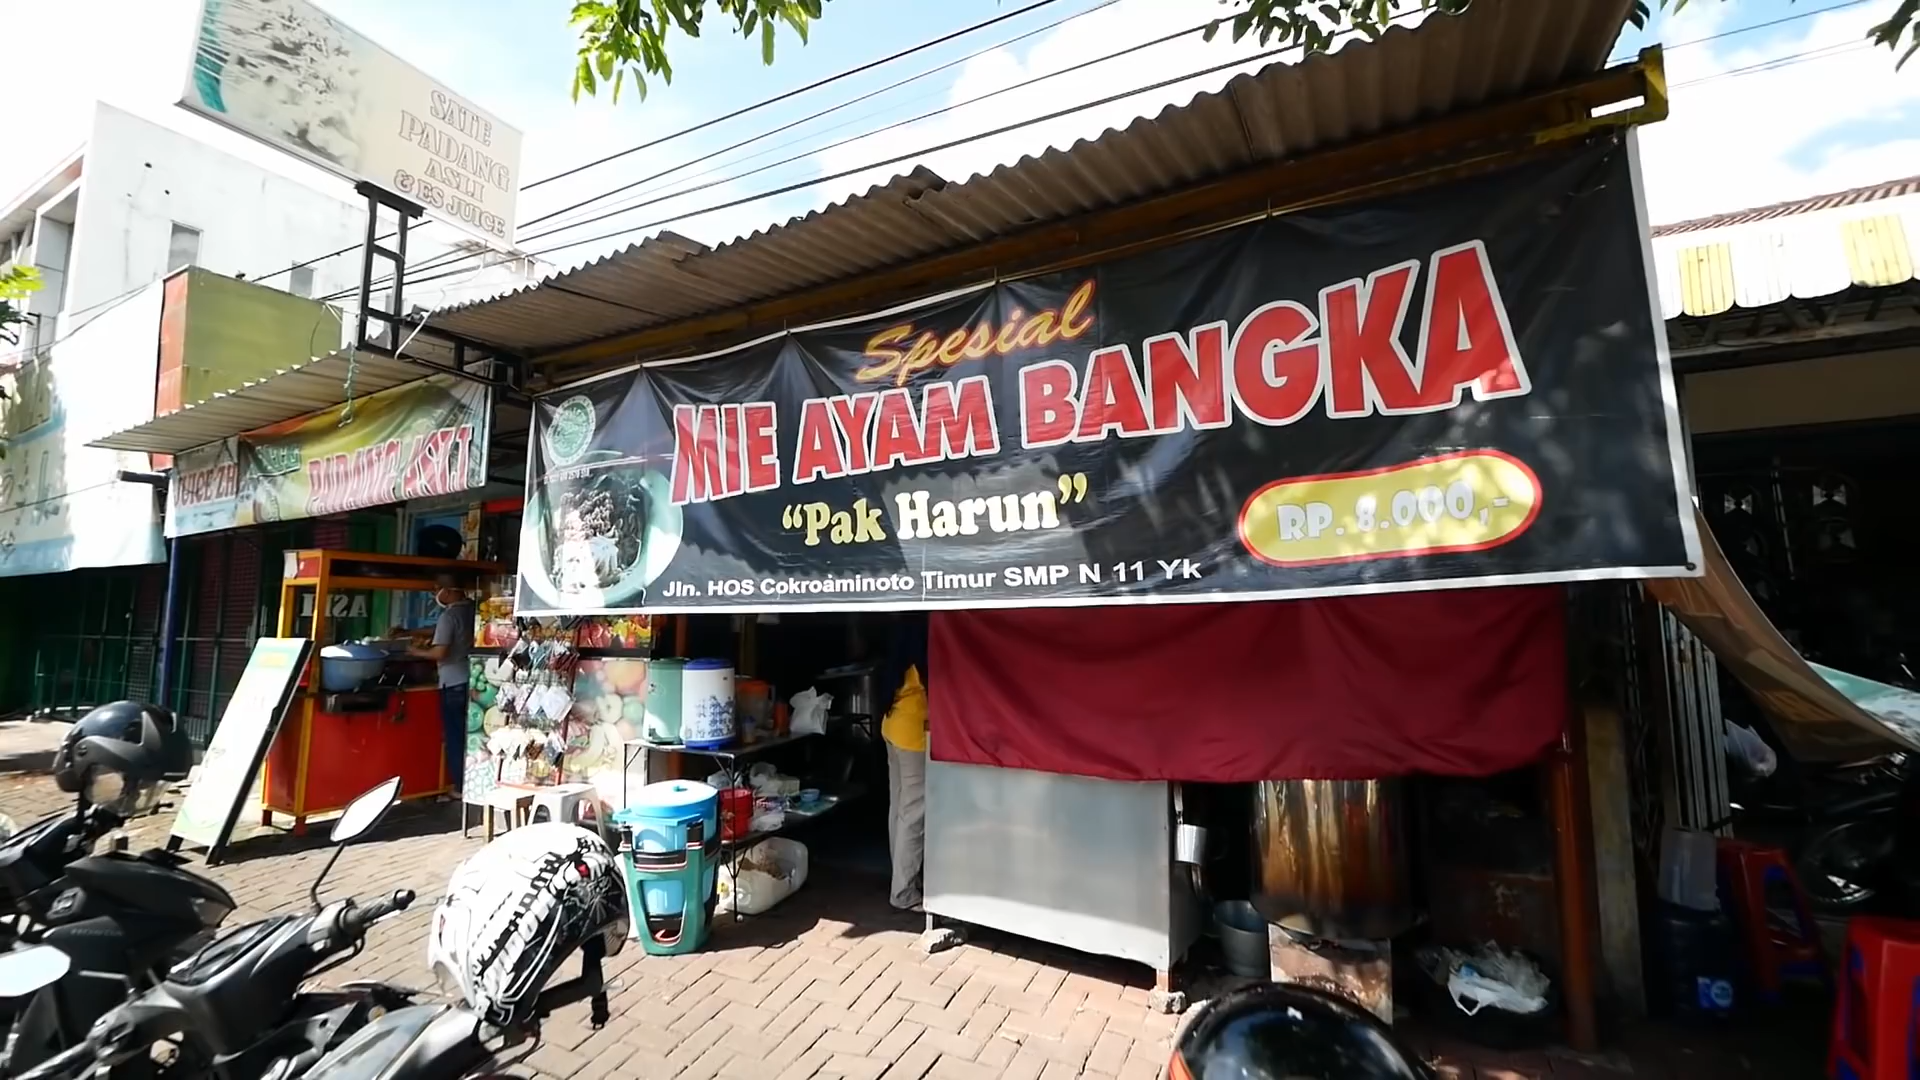 SATE
PADANG
ASLI
& ES JUICE
PADANG ASLI
Spesial
MIE AYAM BANGKA
“Pak Harun”
RP. 8.000,-
Jln. HOS Cokroaminoto Timur SMP N 11 Yk
HONDA